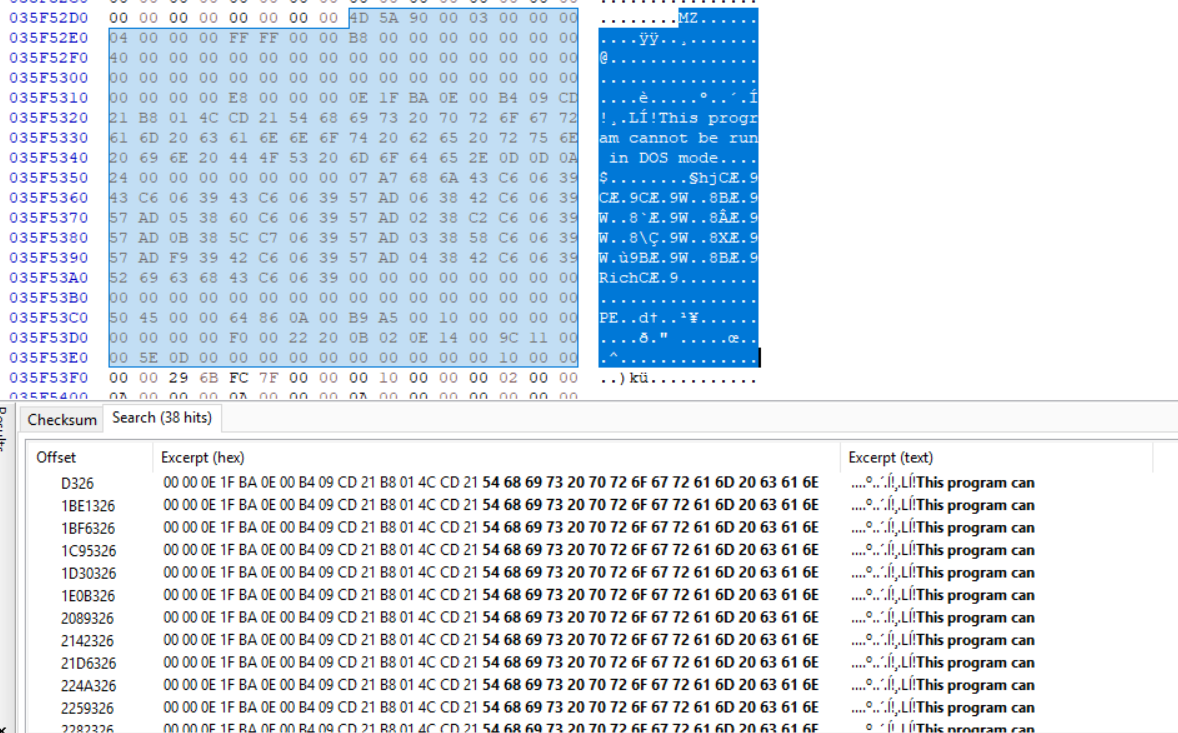 035F52D0 00 00 00 00 00 00 00 00 4D 5A 90 00 03 00 00 00 ........MZ......
035F52E0 04 00 00 00 FF FF 00 00 B8 00 00 00 00 00 00 00 ....ÿÿ..¸.......
035F52F0 40 00 00 00 00 00 00 00 00 00 00 00 00 00 00 00 @...............
035F5300 00 00 00 00 00 00 00 00 00 00 00 00 00 00 00 00 ................
035F5310 00 00 00 00 E8 00 00 00 0E 1F BA 0E 00 B4 09 CD ....è.....º..´.Í
035F5320 21 B8 01 4C CD 21 54 68 69 73 20 70 72 6F 67 72 !¸.LÍ!This progr
035F5330 61 6D 20 63 61 6E 6E 6F 74 20 62 65 20 72 75 6E am cannot be run
035F5340 20 69 6E 20 44 4F 53 20 6D 6F 64 65 2E 0D 0D 0A in DOS mode....
035F5350 24 00 00 00 00 00 00 00 07 A7 68 6A 43 C6 06 39 $........§hjCÆ.9
035F5360 43 C6 06 39 43 C6 06 39 57 AD 06 38 42 C6 06 39 CÆ.9CÆ.9W..8BÆ.9
035F5370 57 AD 05 38 60 C6 06 39 57 AD 02 38 C2 C6 06 39 W..8`Æ.9W..8ÂÆ.9
035F5380 57 AD 0B 38 5C C7 06 39 57 AD 03 38 58 C6 06 39 W..8\Ç.9W..8XÆ.9
035F5390 57 AD F9 39 42 C6 06 39 57 AD 04 38 42 C6 06 39 W.ù9BÆ.9W..8BÆ.9
035F53A0 52 69 63 68 43 C6 06 39 00 00 00 00 00 00 00 00 RichCÆ.9........
035F53B0 00 00 00 00 00 00 00 00 00 00 00 00 00 00 00 00 ................
035F53C0 50 45 00 00 64 86 0A 00 B9 A5 00 10 00 00 00 00 PE..d†..¹¥......
035F53D0 00 00 00 00 F0 00 22 20 0B 02 0E 14 00 9C 11 00 ....ð." .....œ..
035F53E0 00 5E 0D 00 00 00 00 00 00 00 00 00 00 10 00 00 .^..............
035F53F0 00 00 29 6B FC 7F 00 00 00 10 00 00 00 02 00 00 ..)kü...........
Checksum Search (38 hits)
Offset Excerpt (hex) Excerpt (text)
D326 00 00 0E 1F BA 0E 00 B4 09 CD 21 B8 01 4C CD 21 54 68 69 73 20 70 72 6F 67 72 61 6D 20 63 61 6E ....º..´.Í!¸.LÍ!This program can
1BE1326 00 00 0E 1F BA 0E 00 B4 09 CD 21 B8 01 4C CD 21 54 68 69 73 20 70 72 6F 67 72 61 6D 20 63 61 6E ....º..´.Í!¸.LÍ!This program can
1BF6326 00 00 0E 1F BA 0E 00 B4 09 CD 21 B8 01 4C CD 21 54 68 69 73 20 70 72 6F 67 72 61 6D 20 63 61 6E ....º..´.Í!¸.LÍ!This program can
1C95326 00 00 0E 1F BA 0E 00 B4 09 CD 21 B8 01 4C CD 21 54 68 69 73 20 70 72 6F 67 72 61 6D 20 63 61 6E ....º..´.Í!¸.LÍ!This program can
1D30326 00 00 0E 1F BA 0E 00 B4 09 CD 21 B8 01 4C CD 21 54 68 69 73 20 70 72 6F 67 72 61 6D 20 63 61 6E ....º..´.Í!¸.LÍ!This program can
1E0B326 00 00 0E 1F BA 0E 00 B4 09 CD 21 B8 01 4C CD 21 54 68 69 73 20 70 72 6F 67 72 61 6D 20 63 61 6E ....º..´.Í!¸.LÍ!This program can
2089326 00 00 0E 1F BA 0E 00 B4 09 CD 21 B8 01 4C CD 21 54 68 69 73 20 70 72 6F 67 72 61 6D 20 63 61 6E ....º..´.Í!¸.LÍ!This program can
2142326 00 00 0E 1F BA 0E 00 B4 09 CD 21 B8 01 4C CD 21 54 68 69 73 20 70 72 6F 67 72 61 6D 20 63 61 6E ....º..´.Í!¸.LÍ!This program can
21D6326 00 00 0E 1F BA 0E 00 B4 09 CD 21 B8 01 4C CD 21 54 68 69 73 20 70 72 6F 67 72 61 6D 20 63 61 6E ....º..´.Í!¸.LÍ!This program can
224A326 00 00 0E 1F BA 0E 00 B4 09 CD 21 B8 01 4C CD 21 54 68 69 73 20 70 72 6F 67 72 61 6D 20 63 61 6E ....º..´.Í!¸.LÍ!This program can
2259326 00 00 0E 1F BA 0E 00 B4 09 CD 21 B8 01 4C CD 21 54 68 69 73 20 70 72 6F 67 72 61 6D 20 63 61 6E ....º..´.Í!¸.LÍ!This program can
2282326 00 00 0E 1F BA 0E 00 B4 09 CD 21 B8 01 4C CD 21 54 68 69 73 20 70 72 6F 67 72 61 6D 20 63 61 6E ....º..´.Í!¸.LÍ!This program can